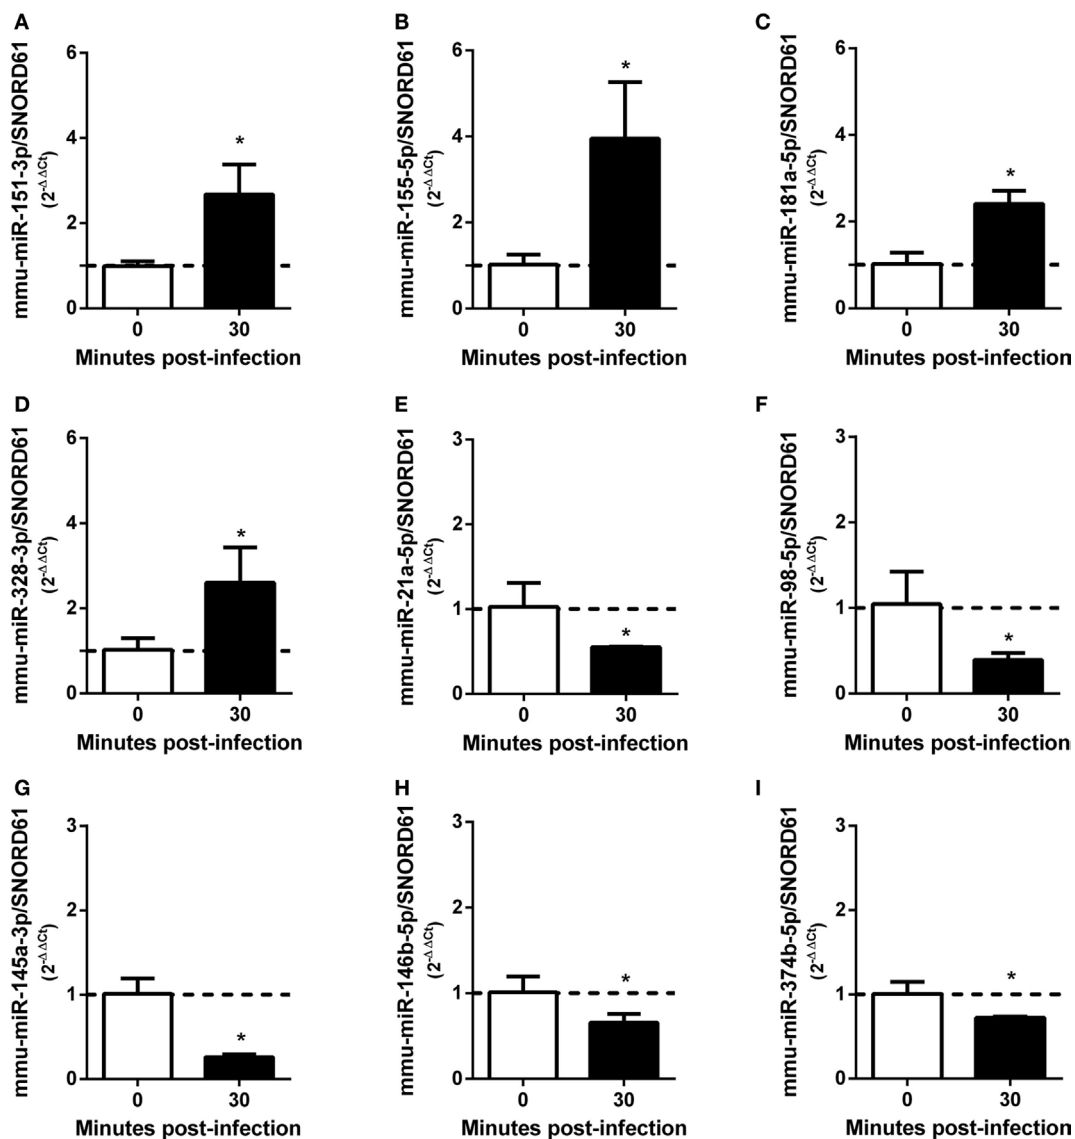 A
mmu-miR-151-3p/SNORD61
(2-ΔΔCt)
6
4
2
0
*
0 30
Minutes post-infection
B
mmu-miR-155-5p/SNORD61
(2-ΔΔCt)
6
4
2
0
*
0 30
Minutes post-infection
C
mmu-miR-181a-5p/SNORD61
(2-ΔΔCt)
6
4
2
0
*
0 30
Minutes post-infection
D
mmu-miR-328-3p/SNORD61
(2-ΔΔCt)
6
4
2
0
*
0 30
Minutes post-infection
E
mmu-miR-21a-5p/SNORD61
(2-ΔΔCt)
3
2
1
0
*
0 30
Minutes post-infection
F
mmu-miR-98-5p/SNORD61
(2-ΔΔCt)
3
2
1
0
*
0 30
Minutes post-infection
G
mmu-miR-145a-3p/SNORD61
(2-ΔΔCt)
3
2
1
0
*
0 30
Minutes post-infection
H
mmu-miR-146b-5p/SNORD61
(2-ΔΔCt)
3
2
1
0
*
0 30
Minutes post-infection
I
mmu-miR-374b-5p/SNORD61
(2-ΔΔCt)
3
2
1
0
*
0 30
Minutes post-infection